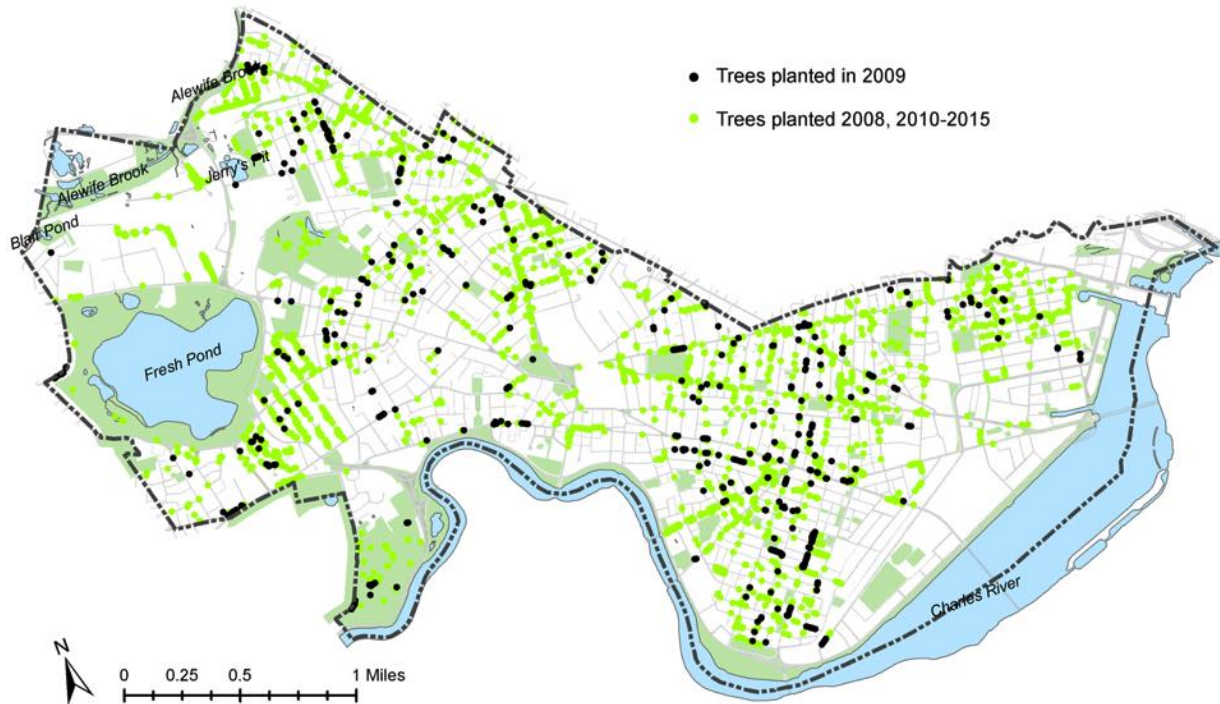 Alewife Brook
Trees planted in 2009
Trees planted 2008, 2010-2015
Jerry's Pit
Alewife Brook
Blair Pond
Fresh Pond
Charles River
N
0 0.25 0.5 1 Miles